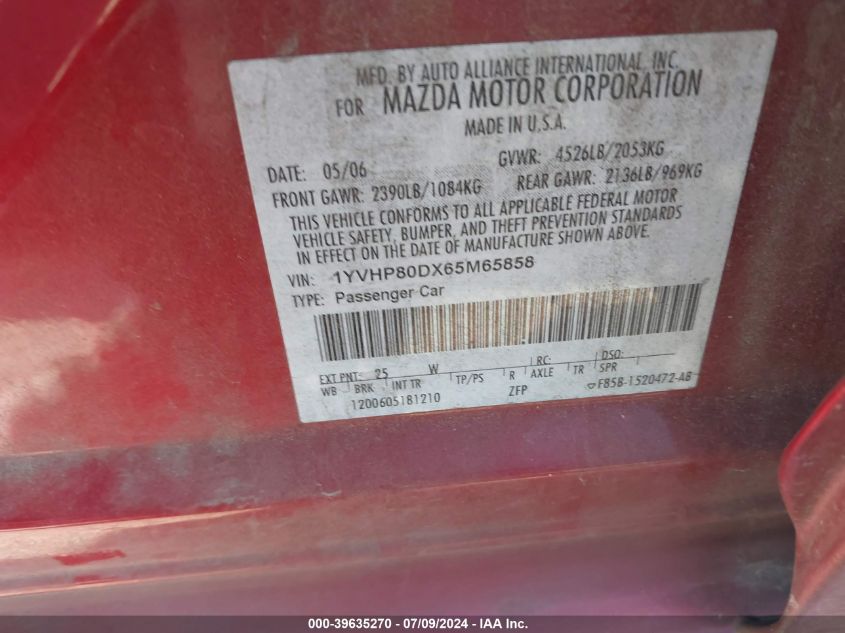 MFD. BY AUTO ALLIANCE INTERNATIONAL, INC.
FOR MAZDA MOTOR CORPORATION
MADE IN U.S.A.
DATE: 05/06 GVWR: 4526LB/2053KG
FRONT GAWR: 2390LB/1084KG REAR GAWR: 2136LB/969KG
THIS VEHICLE CONFORMS TO ALL APPLICABLE FEDERAL MOTOR
VEHICLE SAFETY, BUMPER, AND THEFT PREVENTION STANDARDS
IN EFFECT ON THE DATE OF MANUFACTURE SHOWN ABOVE.
VIN: 1YVHP80DX65M65858
TYPE: Passenger Car
EXT PNT: 25 W RC: DSO:
WB BRK INT TR TP/PS R AXLE TR SPR
1200605181210 ZFP F85B-1520472-AB
000-39635270 - 07/09/2024 - IAA Inc.